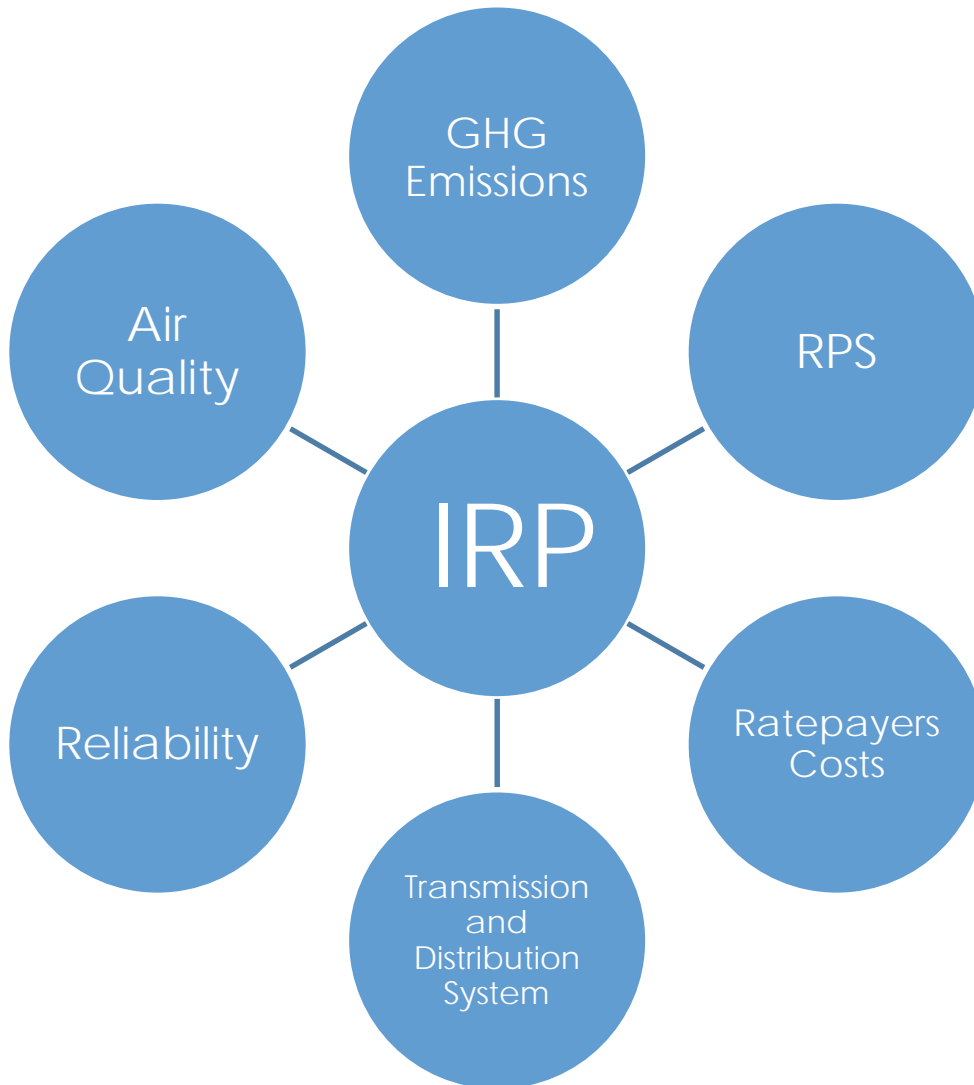 GHG
Emissions
Air
Quality
RPS
IRP
Reliability
Ratepayers
Costs
Transmission
and
Distribution
System